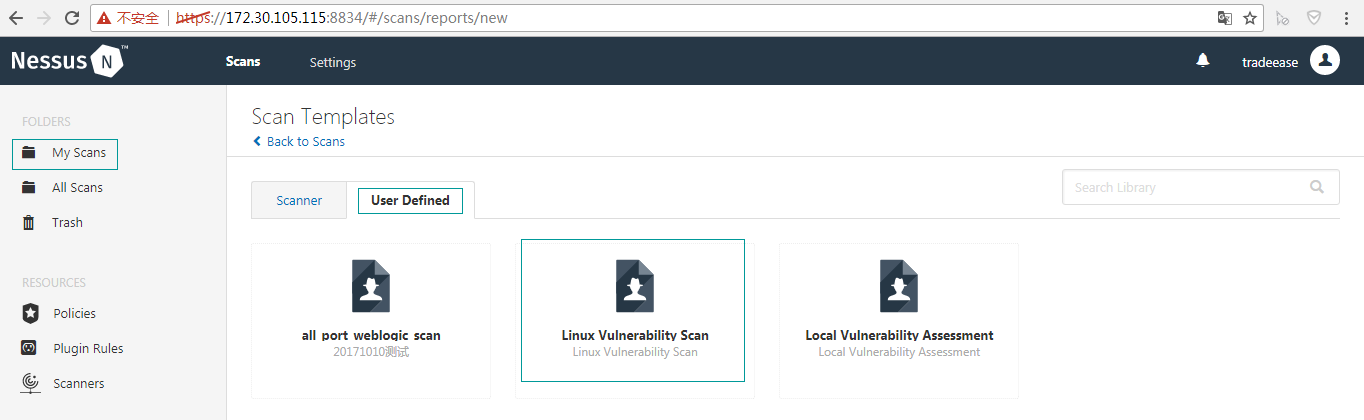 不安全 https://172.30.105.115:8834/#/scans/reports/new
Nessus N ™
Scans
Settings
tradeease
FOLDERS
My Scans
All Scans
Trash
RESOURCES
Policies
Plugin Rules
Scanners
Scan Templates
Back to Scans
Scanner
User Defined
Search Library
all_port_weblogic_scan
20171010测试
Linux Vulnerability Scan
Linux Vulnerability Scan
Local Vulnerability Assessment
Local Vulnerability Assessment